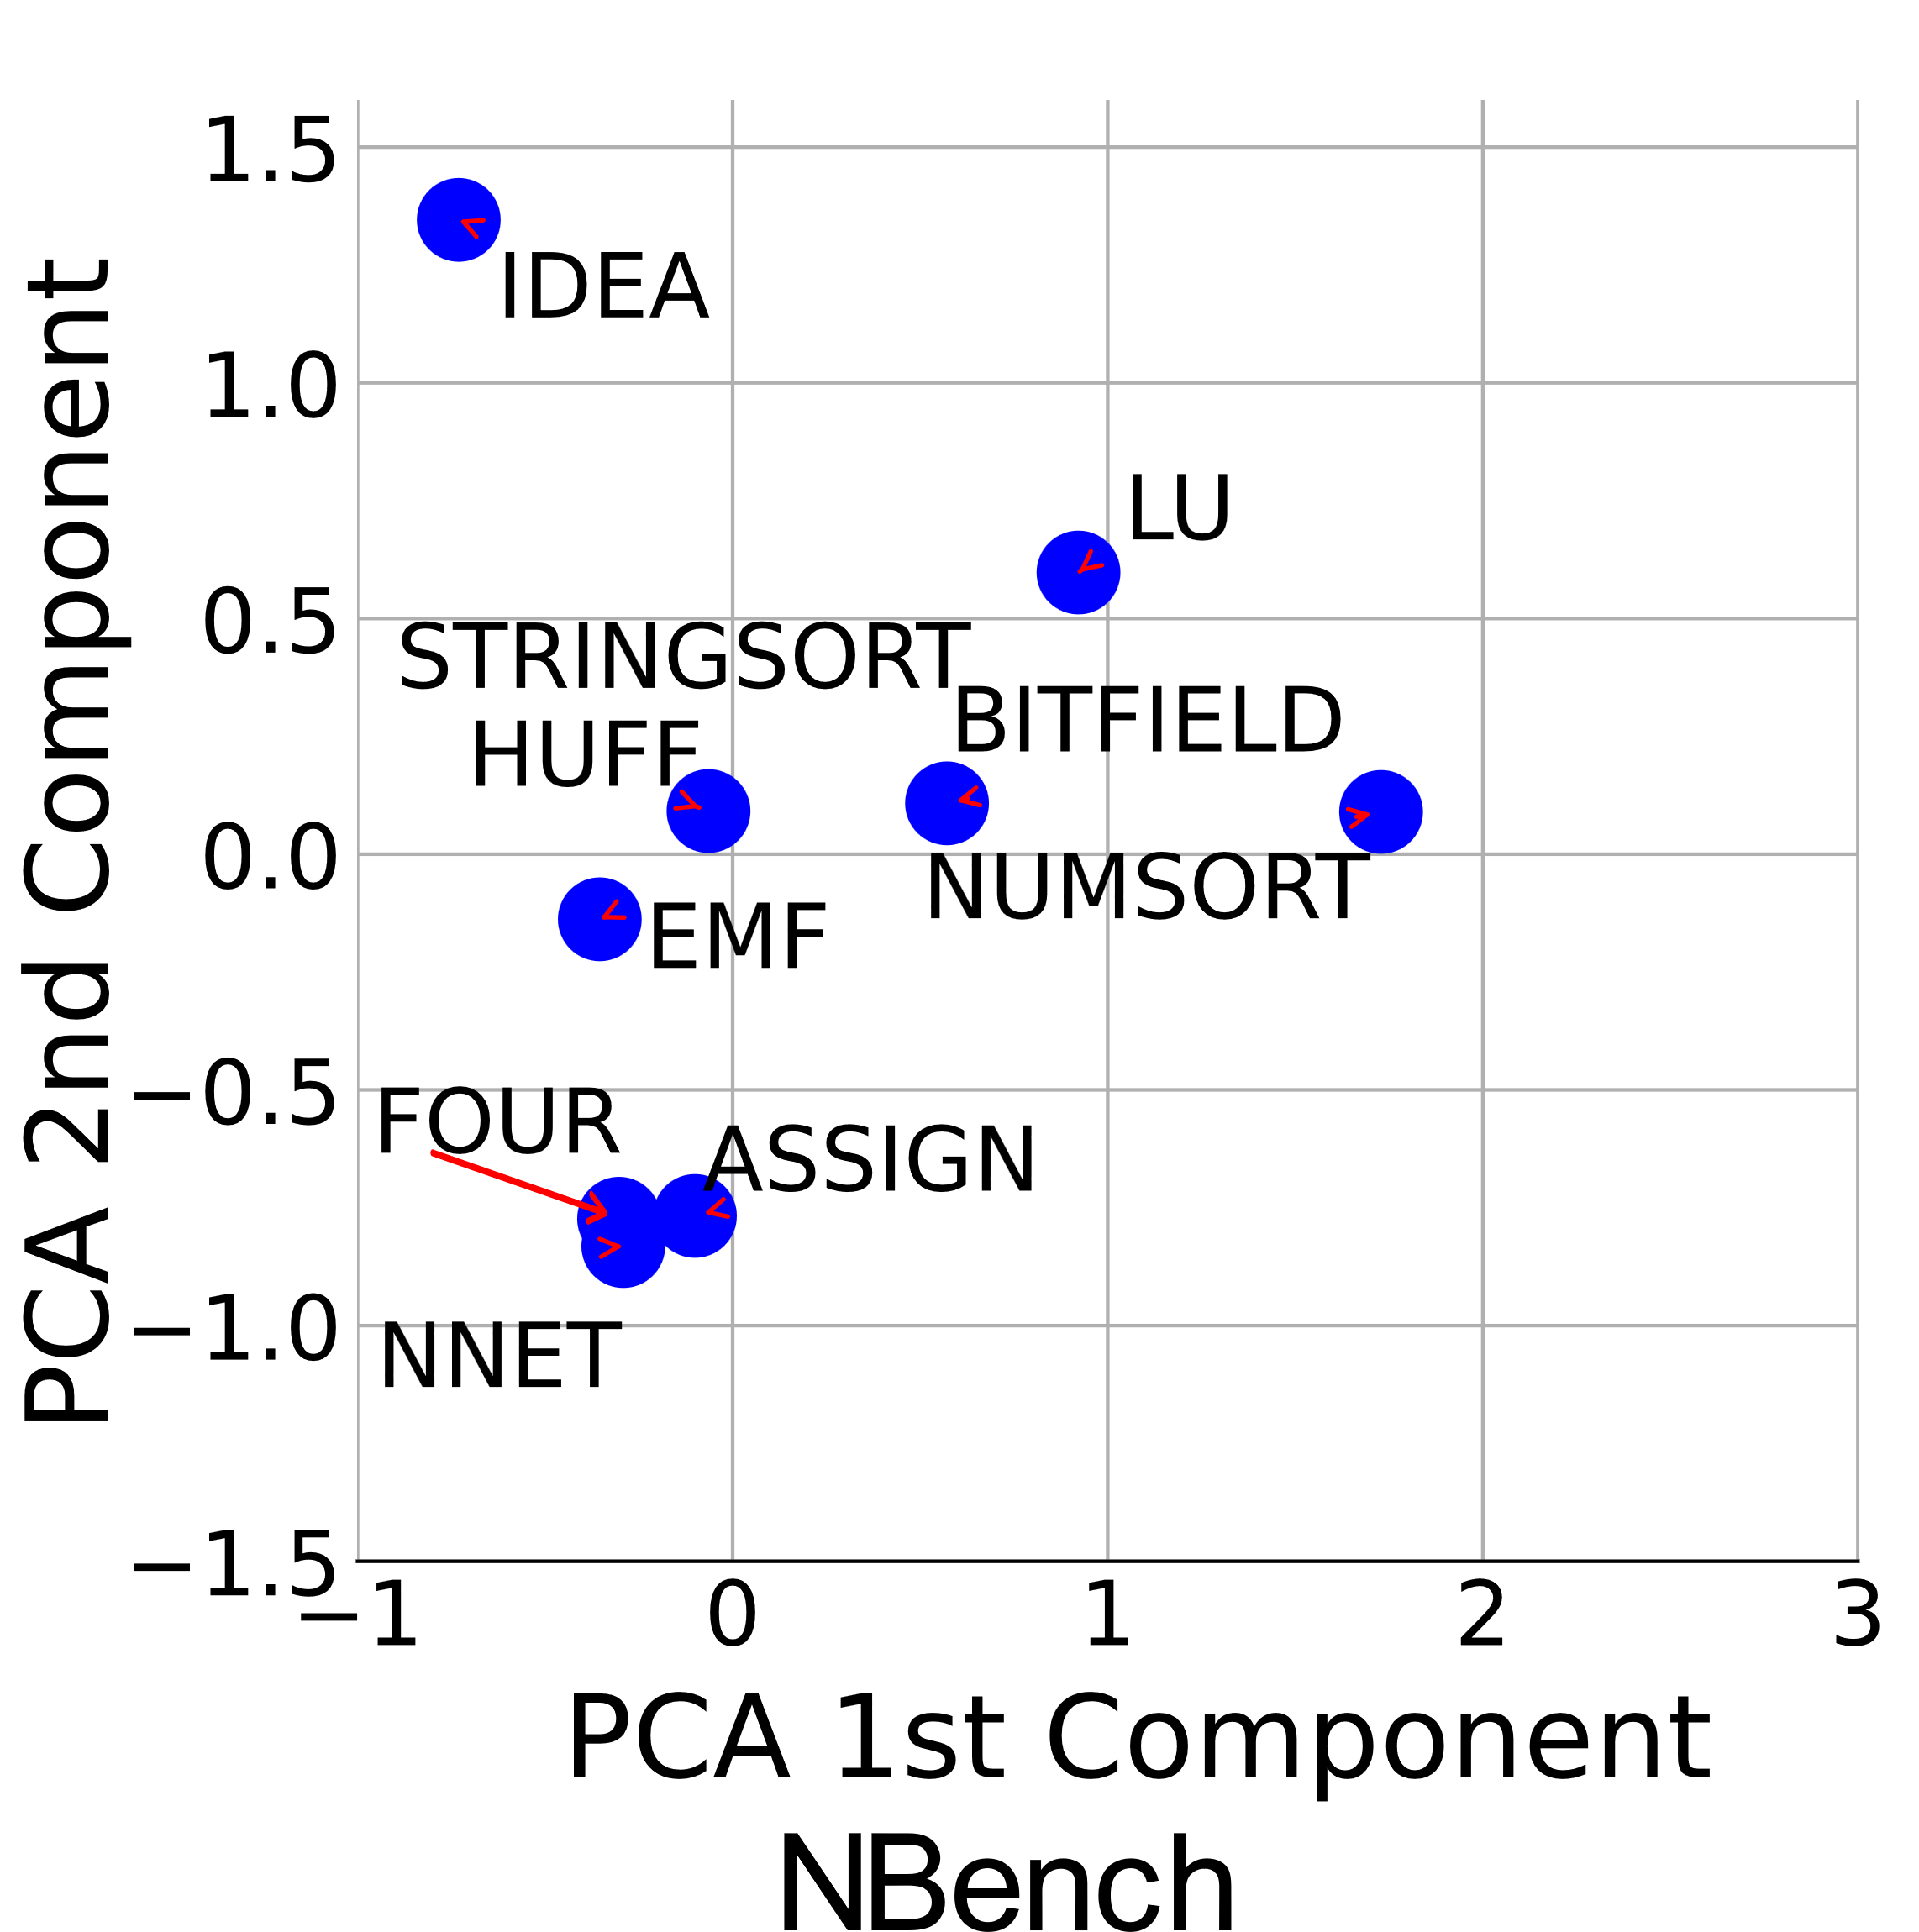 1.5
IDEA
1.0
LU
0.5
STRINGSORT
BITFIELD
HUFF
0.0
NUMSORT
EMF
−0.5
FOUR
ASSIGN
−1.0
NNET
−1.5
−1 0 1 2 3
PCA 2nd Component
PCA 1st Component
NBench